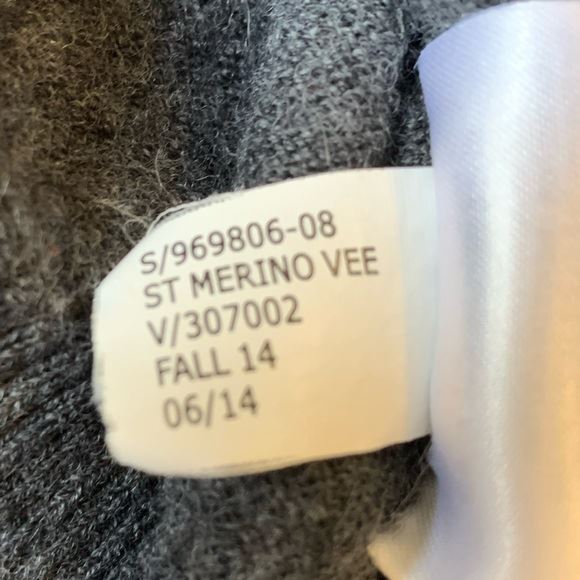 S/969806-08
ST MERINO VEE
V/307002
FALL 14
06/14